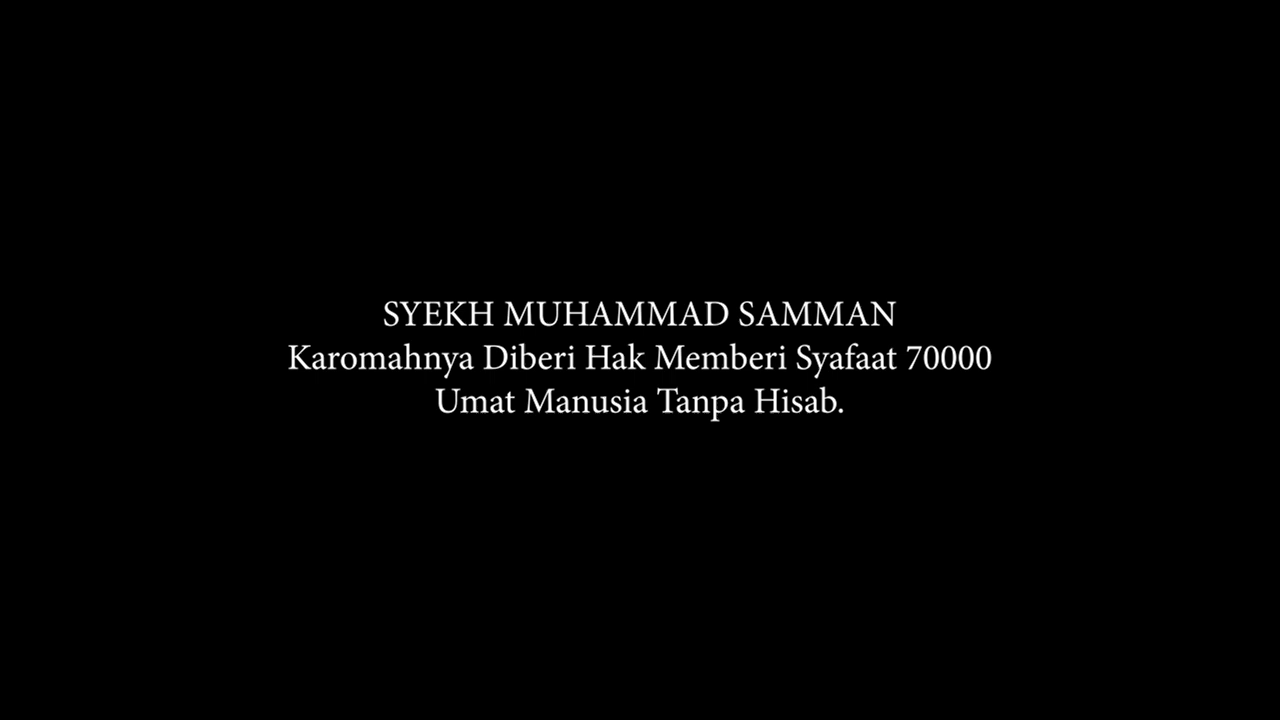 SYEKH MUHAMMAD SAMMAN
Karomahnya Diberi Hak Memberi Syafaat 70000
Umat Manusia Tanpa Hisab.